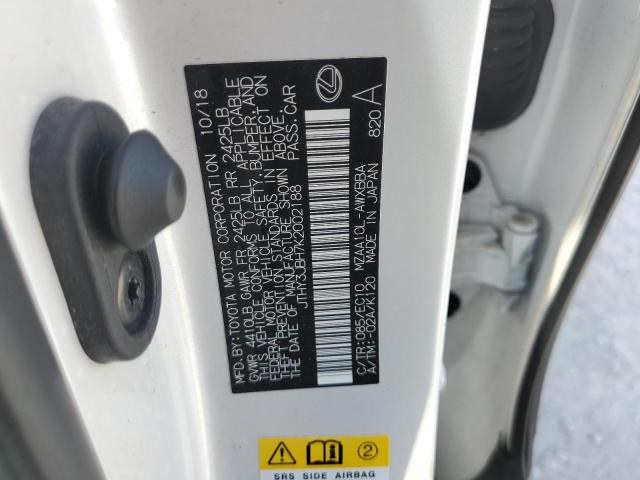 MFD. BY: TOYOTA MOTOR CORPORATION 10/18
GVWR 4410LB GAWR FR 2425LB RR 2425LB
THIS VEHICLE CONFORMS TO ALL APPLICABLE
FEDERAL MOTOR VEHICLE SAFETY, BUMPER, AND
THEFT PREVENTION STANDARDS IN EFFECT ON
THE DATE OF MANUFACTURE SHOWN ABOVE.
JTHY3JBH7K2002188 PASS. CAR
C/TR: 085/EC10 MZAA10L-AWXBBA
A/TM: -02A/K120 MADE IN JAPAN 820 A
2
SRS SIDE AIRBAG